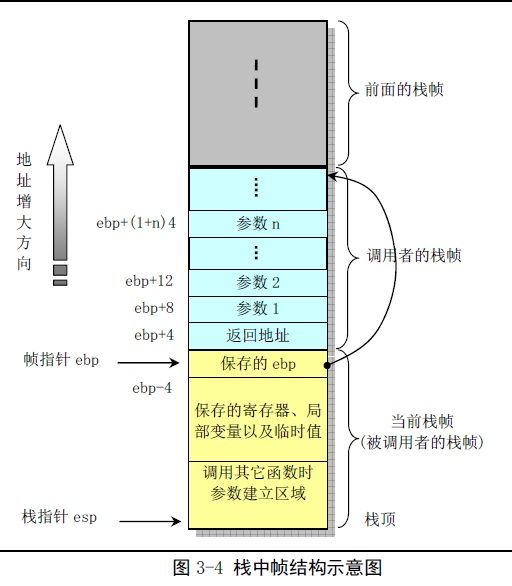 前面的栈帧
地址增大方向
ebp+(1+n)4
参数 n
调用者的栈帧
ebp+12
参数 2
ebp+8
参数 1
ebp+4
返回地址
帧指针 ebp
保存的 ebp
ebp-4
保存的寄存器、局
部变量以及临时值
当前栈帧
(被调用者的栈帧)
调用其它函数时
参数建立区域
栈指针 esp
栈顶
图 3-4 栈中帧结构示意图